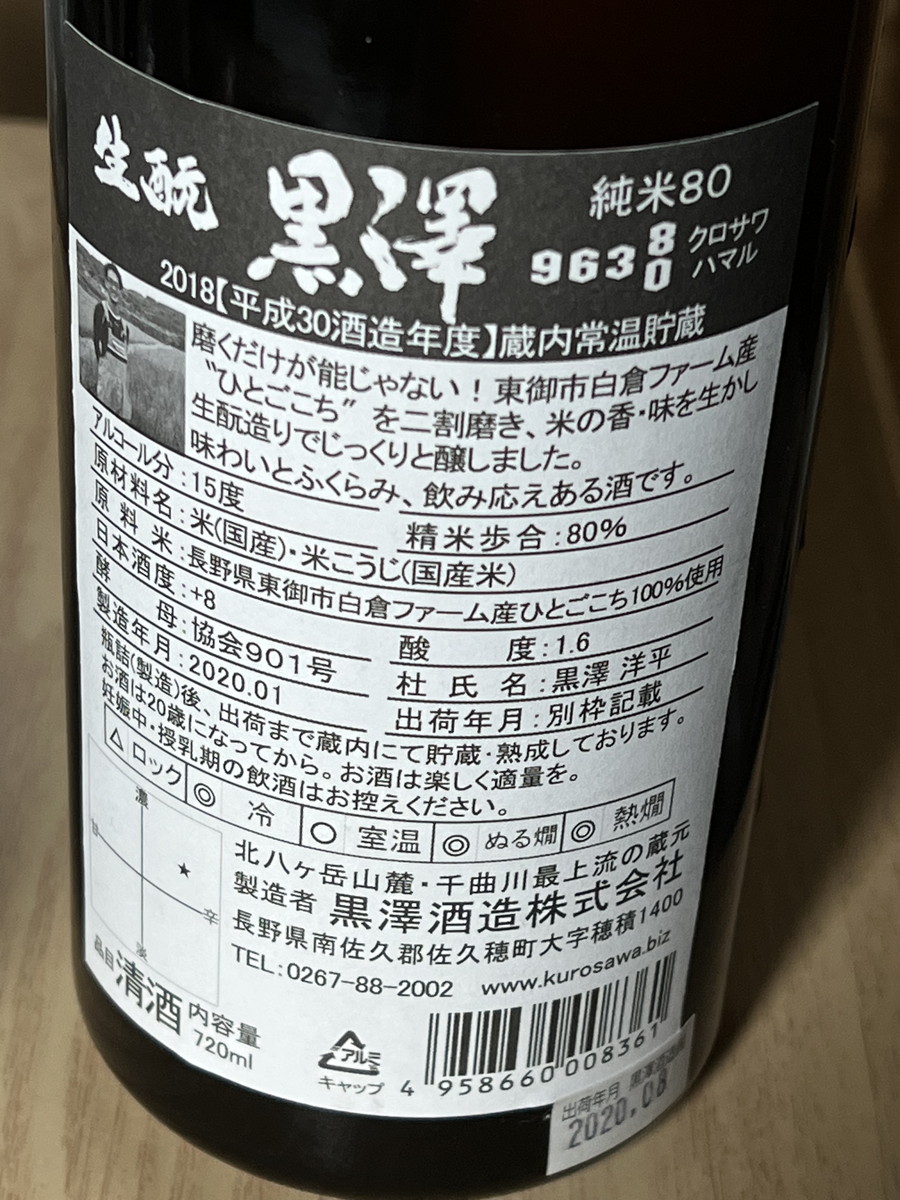 生酛 黒澤 純米80
9638 クロサワ
0 ハマル
2018【平成30酒造年度】蔵内常温貯蔵
磨くだけが能じゃない！東御市白倉ファーム産
〝ひとごこち〟を二割磨き、米の香・味を生かし
生酛造りでじっくりと醸しました。
味わいとふくらみ、飲み応えある酒です。
アルコール分：15度 精米歩合：80%
原材料名：米(国産)・米こうじ(国産米)
原料米：長野県東御市白倉ファーム産ひとごこち100%使用
日本酒度：+8 酸度：1.6
酵母：協会901号 杜氏名：黒澤 洋平
製造年月：2020.01 出荷年月：別枠記載
瓶詰(製造)後、出荷まで蔵内にて貯蔵・熟成しております。
お酒は20歳になってから。お酒は楽しく適量を。
妊娠中・授乳期の飲酒はお控えください。
△ ロック ◎ 冷 ○ 室温 ◎ ぬる燗 ◎ 熱燗
濃
甘
★
辛
淡
北八ヶ岳山麓・千曲川最上流の蔵元
製造者 黒澤酒造株式会社
長野県南佐久郡佐久穂町大字穂積1400
TEL：0267-88-2002 www.kurosawa.biz
品目 清酒 内容量
720ml
アルミ
キャップ
4 958660 008361
出荷年月 黒澤酒造
2020.08